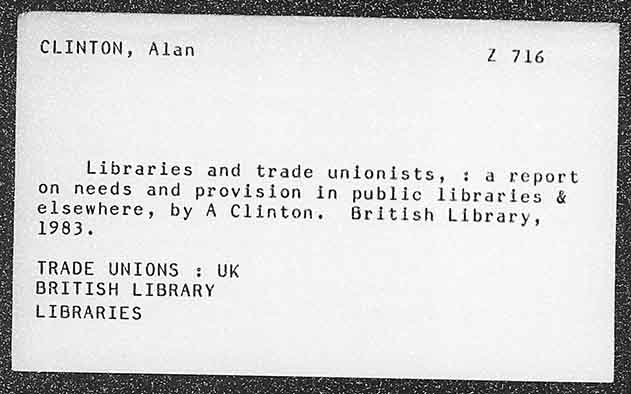 CLINTON, Alan
Z 716
Libraries and trade unionists, : a report
on needs and provision in public libraries &
elsewhere, by A Clinton. British Library,
1983.
TRADE UNIONS : UK
BRITISH LIBRARY
LIBRARIES